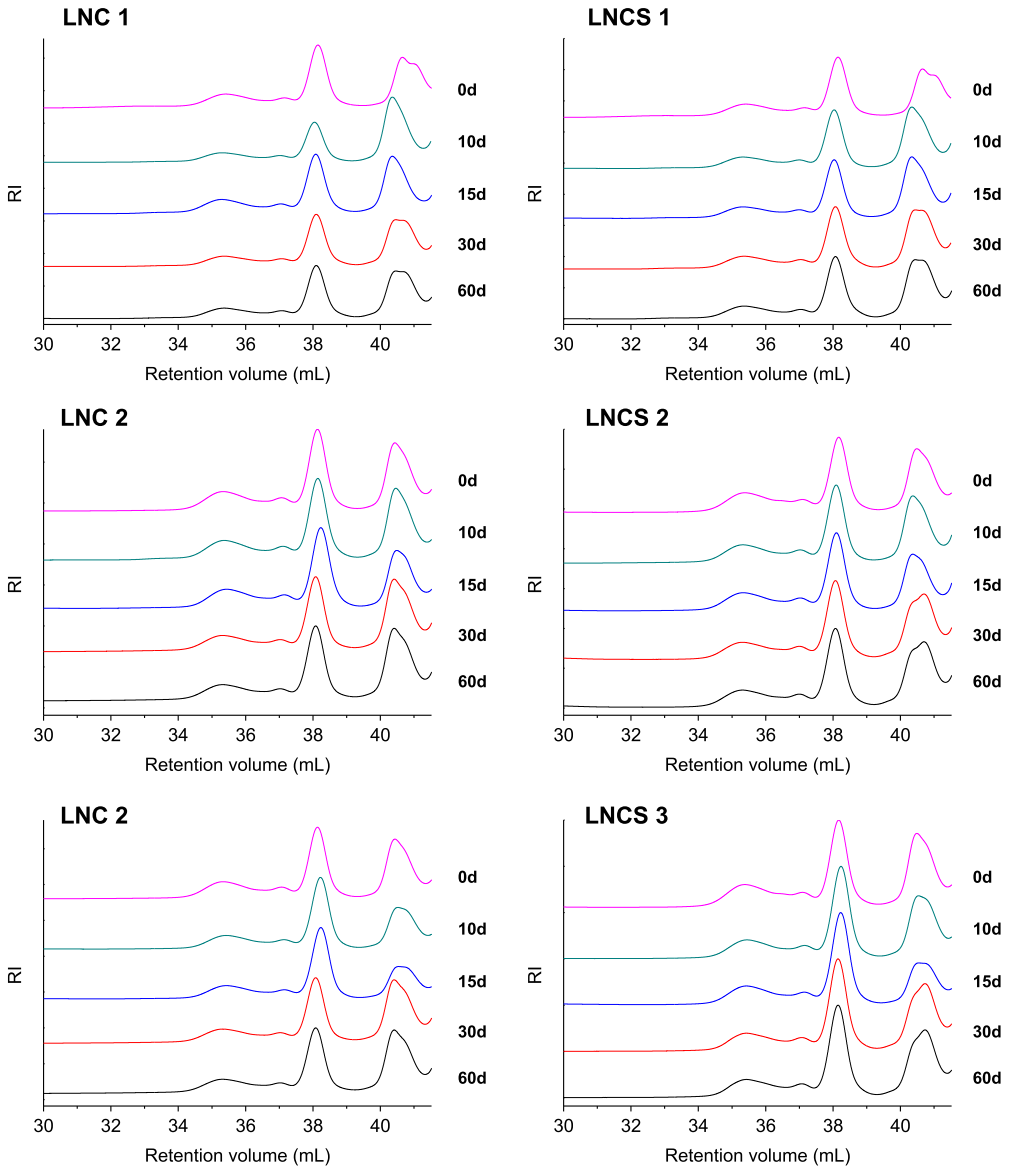 LNC 1
RI
0d
10d
15d
30d
60d
30 32 34 36 38 40
Retention volume (mL)
LNCS 1
RI
0d
10d
15d
30d
60d
30 32 34 36 38 40
Retention volume (mL)
LNC 2
RI
0d
10d
15d
30d
60d
30 32 34 36 38 40
Retention volume (mL)
LNCS 2
RI
0d
10d
15d
30d
60d
30 32 34 36 38 40
Retention volume (mL)
LNC 2
RI
0d
10d
15d
30d
60d
30 32 34 36 38 40
Retention volume (mL)
LNCS 3
RI
0d
10d
15d
30d
60d
30 32 34 36 38 40
Retention volume (mL)